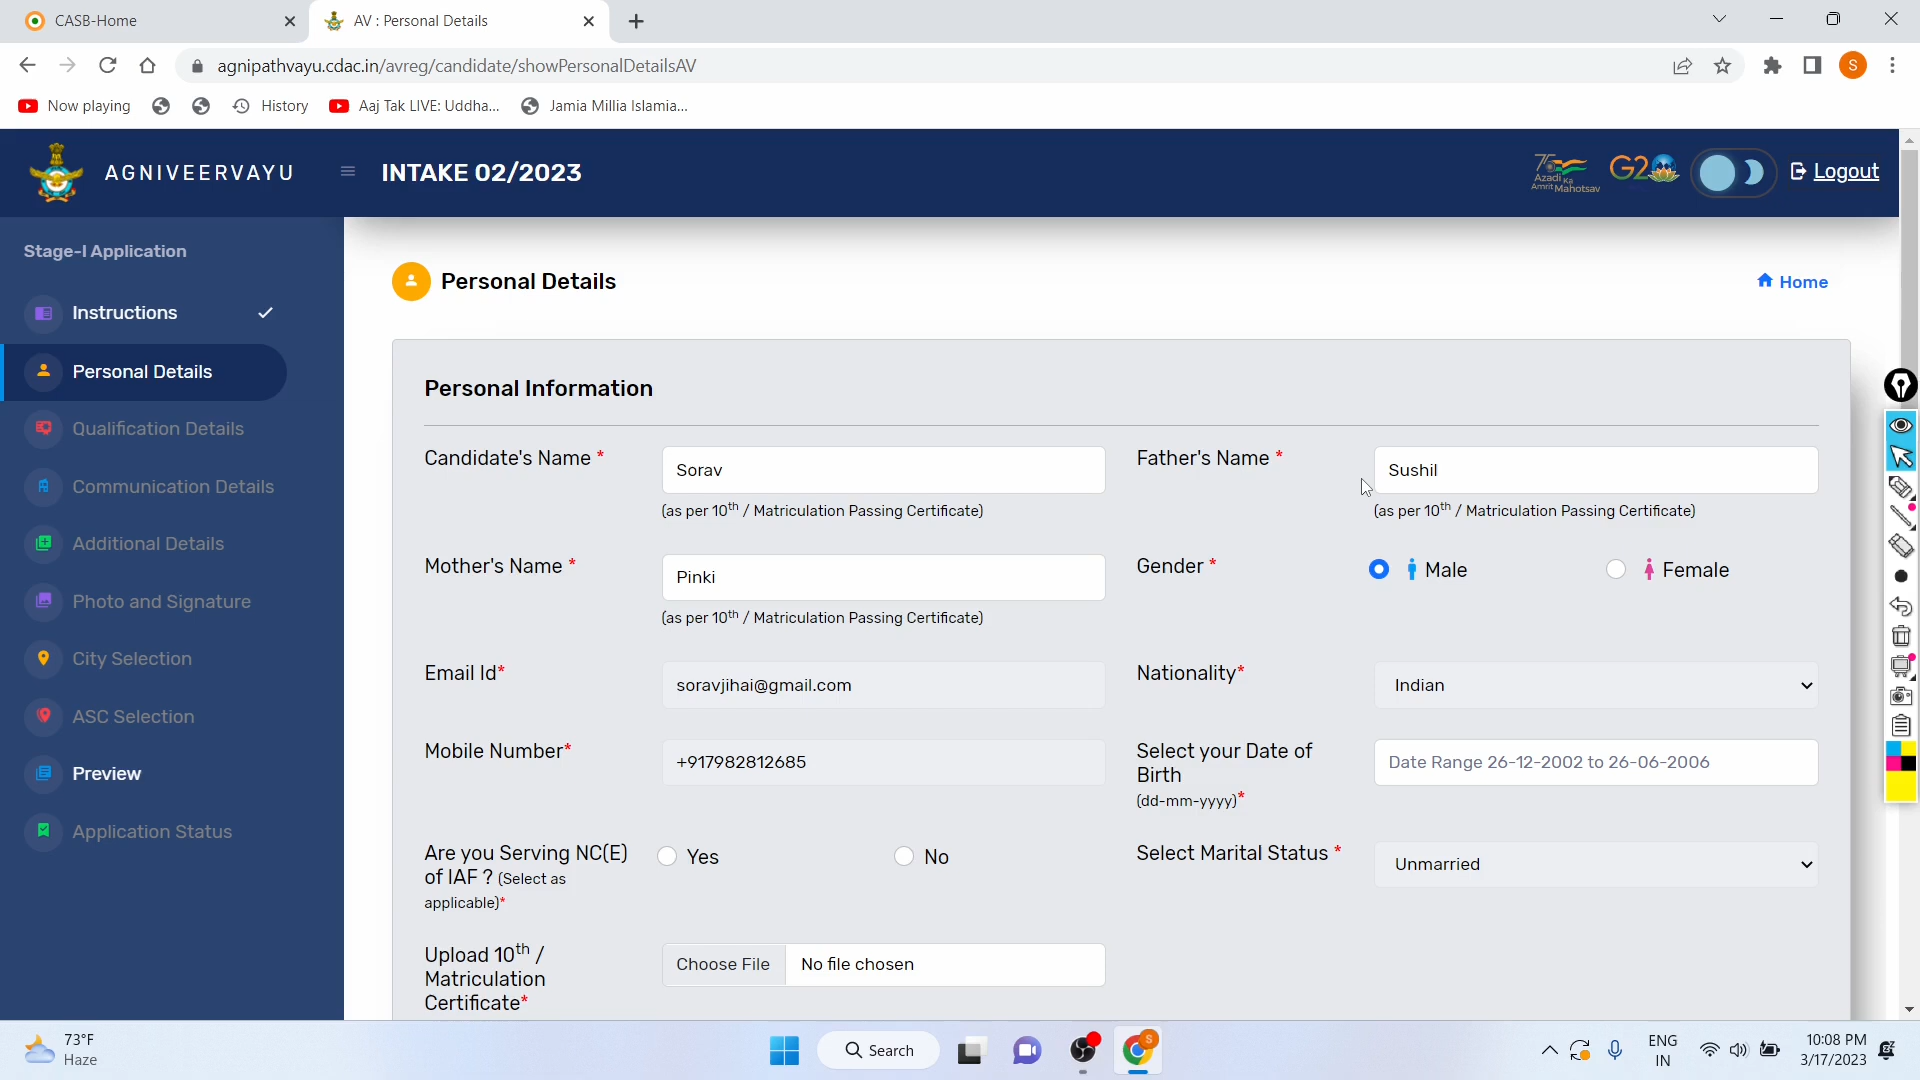 CASB-Home
AV : Personal Details
agnipathvayu.cdac.in/avreg/candidate/showPersonalDetailsAV
S
Now playing
History
Aaj Tak LIVE: Uddha...
Jamia Millia Islamia...
AGNIVEERVAYU
INTAKE 02/2023
75
Azadi Ka
Amrit Mahotsav
G20
Logout
Stage-I Application
Instructions
Personal Details
Qualification Details
Communication Details
Additional Details
Photo and Signature
City Selection
ASC Selection
Preview
Application Status
Personal Details
Home
Personal Information
Candidate's Name *
Sorav
(as per 10th / Matriculation Passing Certificate)
Father's Name *
Sushil
(as per 10th / Matriculation Passing Certificate)
Mother's Name *
Pinki
(as per 10th / Matriculation Passing Certificate)
Gender *
Male
Female
Email Id*
soravjihai@gmail.com
Nationality*
Indian
Mobile Number*
+917982812685
Select your Date of
Birth
(dd-mm-yyyy)*
Date Range 26-12-2002 to 26-06-2006
Are you Serving NC(E)
of IAF ? (Select as
applicable)*
Yes
No
Select Marital Status *
Unmarried
Upload 10th /
Matriculation
Certificate*
Choose File
No file chosen
73°F
Haze
Search
S
ENG
IN
10:08 PM
3/17/2023